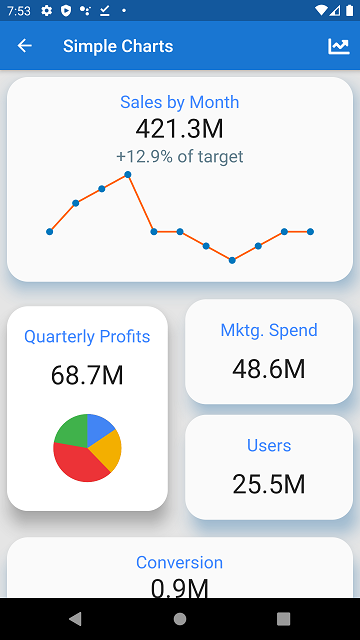 7:53
Simple Charts
Sales by Month
421.3M
+12.9% of target
Quarterly Profits
68.7M
Mktg. Spend
48.6M
Users
25.5M
Conversion
0.9M